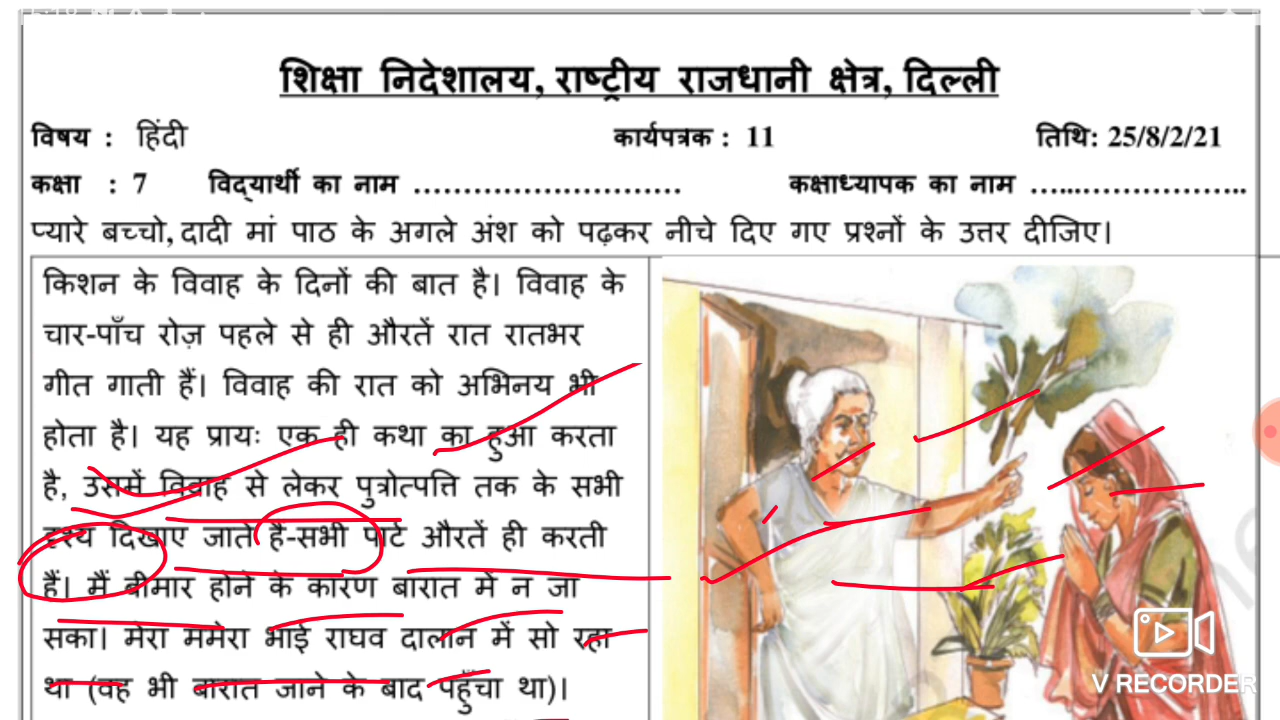 शिक्षा निदेशालय, राष्ट्रीय राजधानी क्षेत्र, दिल्ली
विषय : हिंदी कार्यपत्रक : 11 तिथि: 25/8/2/21
कक्षा : 7 विद्यार्थी का नाम ........................... कक्षाध्यापक का नाम ........................
प्यारे बच्चो, दादी मां पाठ के अगले अंश को पढ़कर नीचे दिए गए प्रश्नों के उत्तर दीजिए।
किशन के विवाह के दिनों की बात है। विवाह के
चार-पाँच रोज़ पहले से ही औरतें रात रातभर
गीत गाती हैं। विवाह की रात को अभिनय भी
होता है। यह प्रायः एक ही कथा का हुआ करता
है, उसमें विवाह से लेकर पुत्रोत्पत्ति तक के सभी
दृश्य दिखाए जाते है-सभी पार्ट औरतें ही करती
हैं। मैं बीमार होने के कारण बारात में न जा
सका। मेरा ममेरा भाई राघव दालान में सो रहा
था (वह भी बारात जाने के बाद पहुँचा था)।
V RECORDER